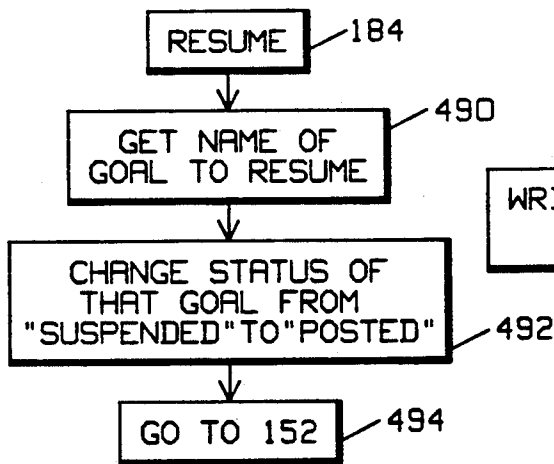 RESUME
184
GET NAME OF
GOAL TO RESUME
490
CHANGE STATUS OF
THAT GOAL FROM
"SUSPENDED"TO"POSTED"
492
GO TO 152
494